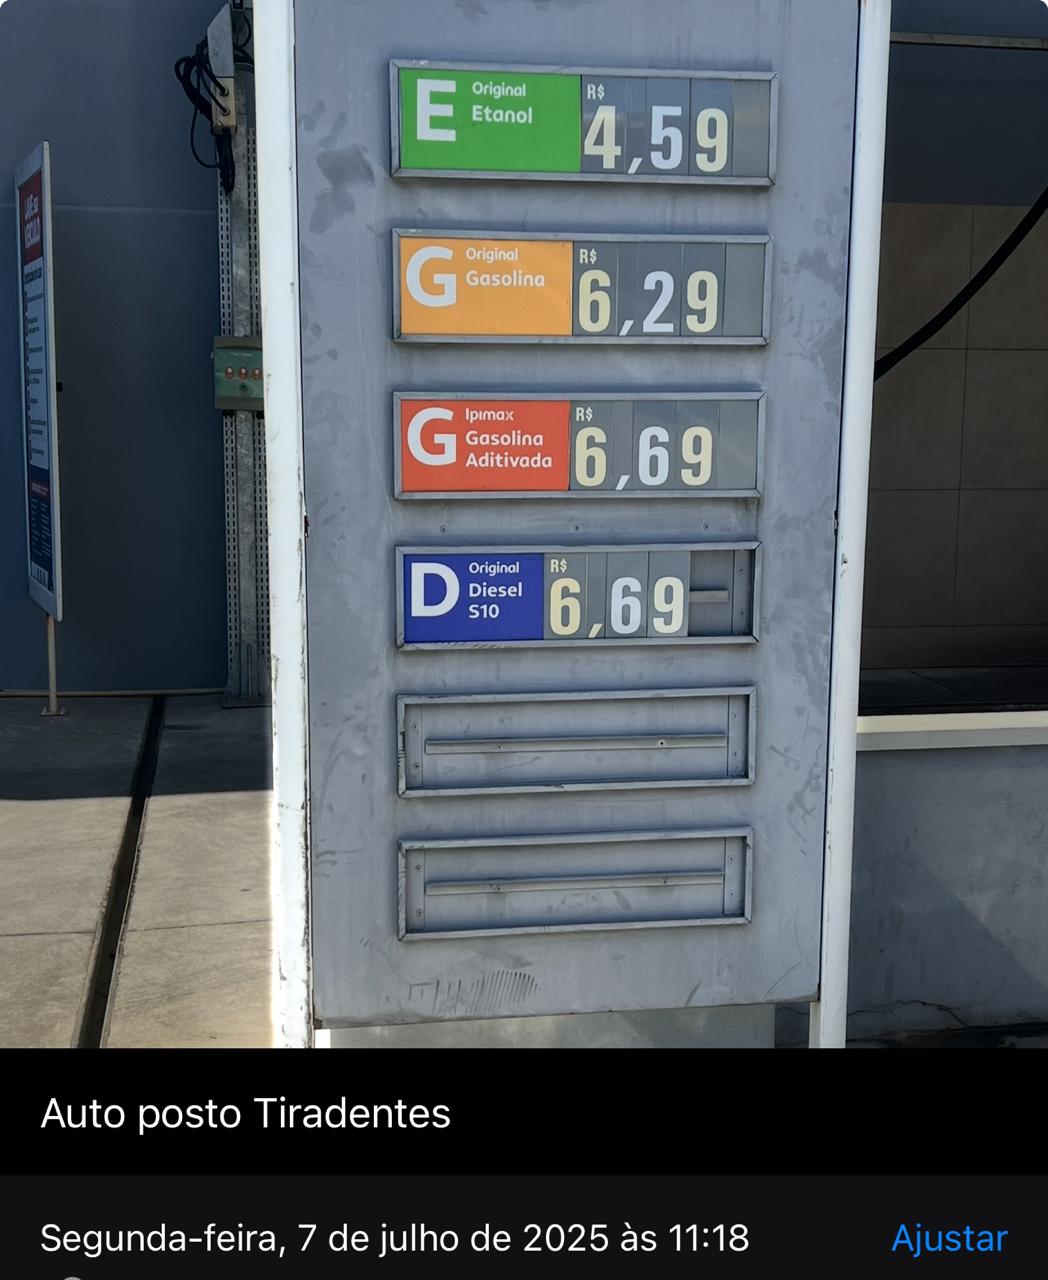 E Original
Etanol
R$
4,59
G Original
Gasolina
R$
6,29
G Ipimax
Gasolina
Aditivada
R$
6,69
D Original
Diesel
S10
R$
6,69
Auto posto Tiradentes
Segunda-feira, 7 de julho de 2025 às 11:18
Ajustar